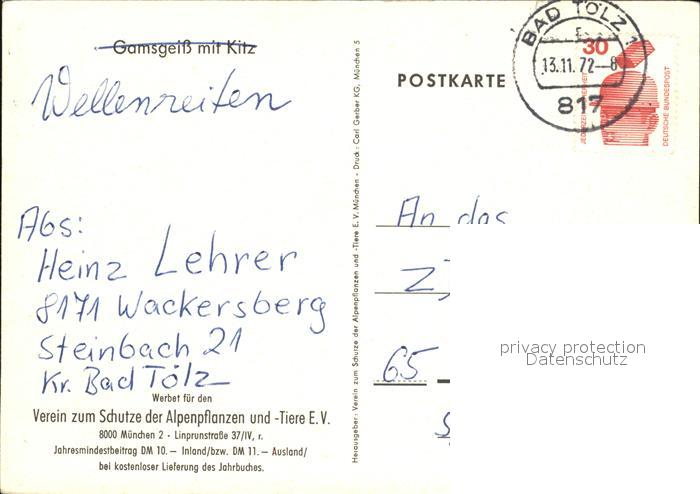 Gamsgeiß mit Kitz
Wellenreiten
Abs:
Heinz Lehrer
8171 Wackersberg
Steinbach 21
Kr. Bad Tölz
Werbet für den
Verein zum Schutze der Alpenpflanzen und -Tiere E. V.
8000 München 2 · Linprunstraße 37/IV, r.
Jahresmindestbeitrag DM 10.— Inland/bzw. DM 11.— Ausland/
bei kostenloser Lieferung des Jahrbuches.
Herausgeber: Verein zum Schutze der Alpenpflanzen und -Tiere E. V. München · Druck: Carl Gerber KG, München 5
POSTKARTE
BAD TÖLZ 1
13.11.72—8
817
30
DEUTSCHE BUNDESPOST
An das
65
privacy protection
Datenschutz